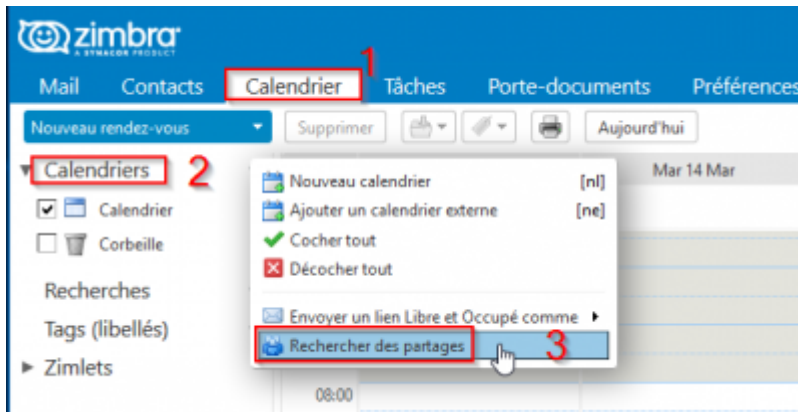 zimbra
A SYNACOR PRODUCT
1
Mail Contacts Calendrier Tâches Porte-documents Préférences
Nouveau rendez-vous Supprimer Aujourd'hui
Calendriers 2
Mar 14 Mar
Calendrier
Corbeille
Recherches
Tags (libellés)
Zimlets
Nouveau calendrier [nl]
Ajouter un calendrier externe [ne]
Cocher tout
Décocher tout
Envoyer un lien Libre et Occupé comme
Rechercher des partages 3
08:00